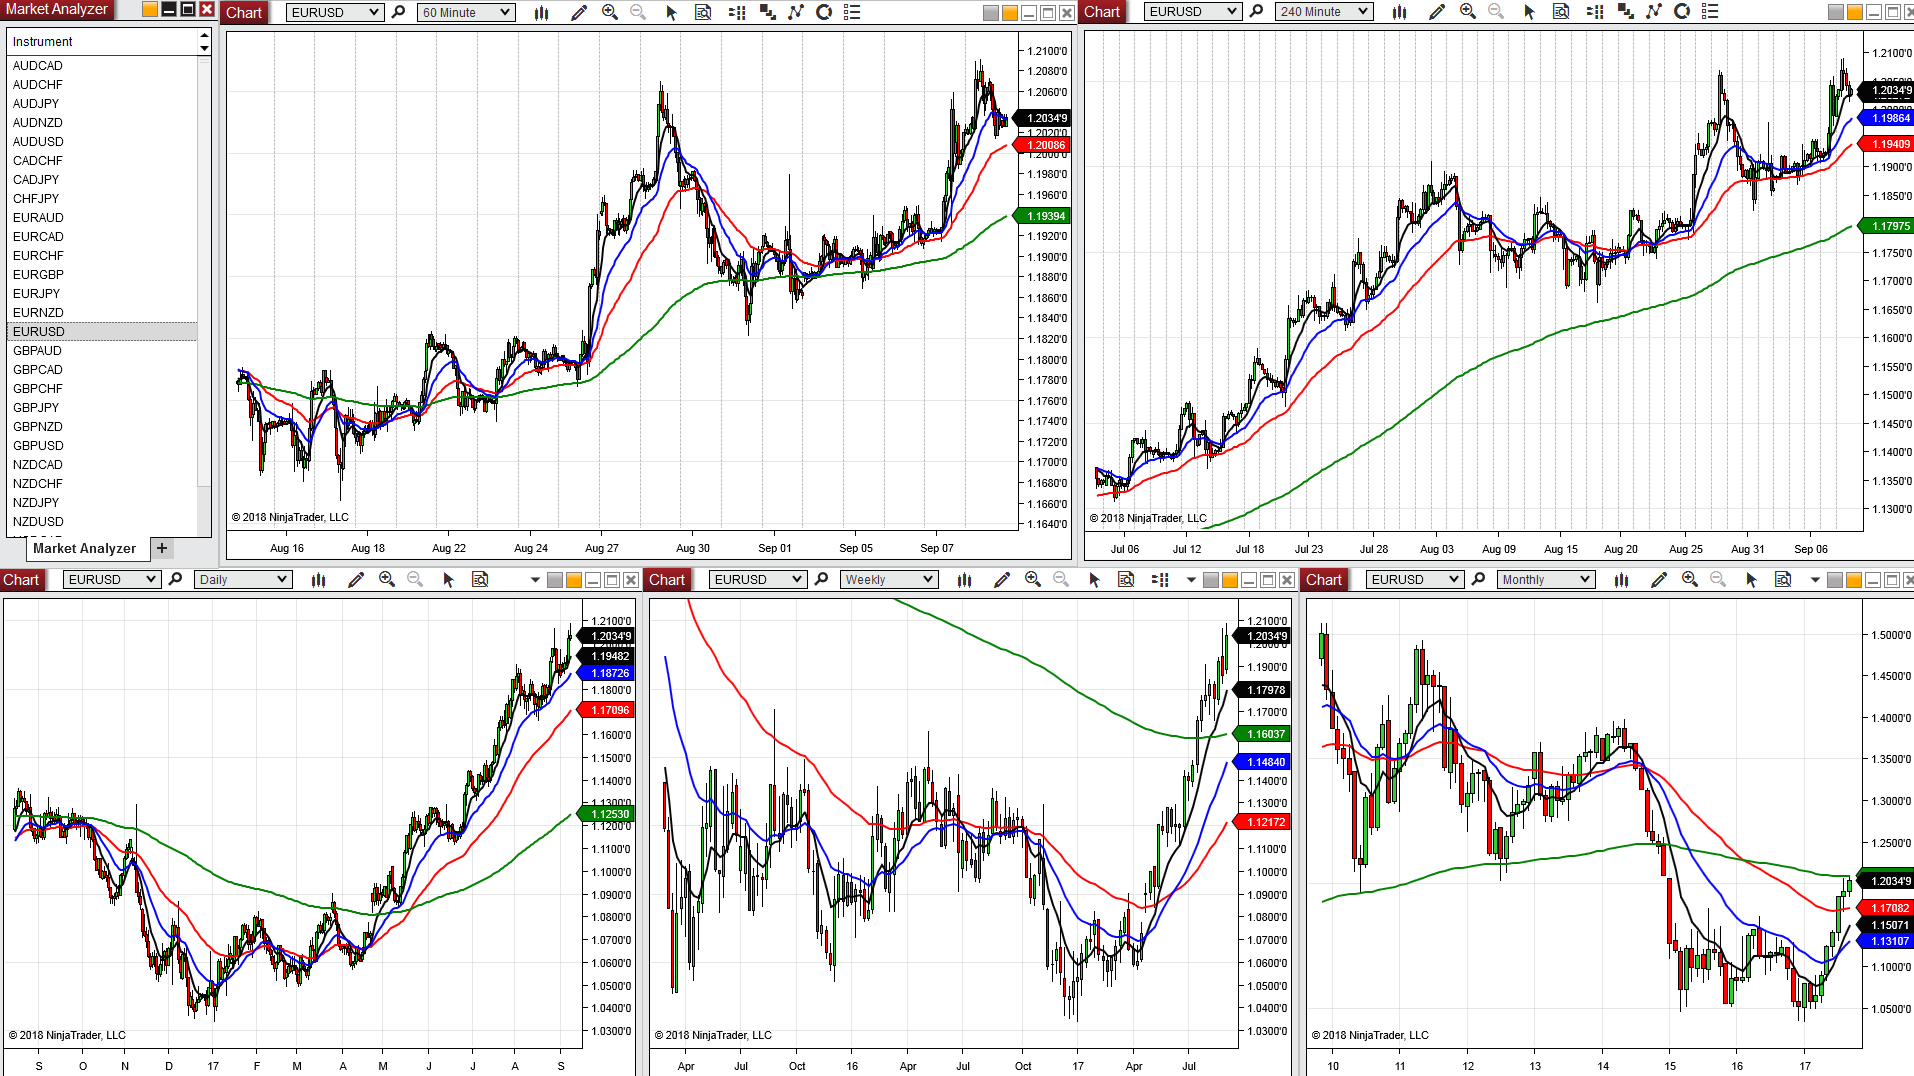 Market Analyzer
Instrument
AUDCAD
AUDCHF
AUDJPY
AUDNZD
AUDUSD
CADCHF
CADJPY
CHFJPY
EURAUD
EURCAD
EURCHF
EURGBP
EURJPY
EURNZD
EURUSD
GBPAUD
GBPCAD
GBPCHF
GBPJPY
GBPNZD
GBPUSD
NZDCAD
NZDCHF
NZDJPY
NZDUSD
Market Analyzer +
Chart EURUSD 60 Minute
1.2100'0
1.2080'0
1.2060'0
1.2034'9
1.2020'0
1.20086
1.2000'0
1.1980'0
1.1960'0
1.19394
1.1920'0
1.1900'0
1.1880'0
1.1860'0
1.1840'0
1.1820'0
1.1800'0
1.1780'0
1.1760'0
1.1740'0
1.1720'0
1.1700'0
1.1680'0
1.1660'0
1.1640'0
© 2018 NinjaTrader, LLC
Aug 16 Aug 18 Aug 22 Aug 24 Aug 27 Aug 30 Sep 01 Sep 05 Sep 07
Chart EURUSD 240 Minute
1.2100'0
1.2034'9
1.19864
1.19409
1.1900'0
1.1850'0
1.17975
1.1750'0
1.1700'0
1.1650'0
1.1600'0
1.1550'0
1.1500'0
1.1450'0
1.1400'0
1.1350'0
1.1300'0
© 2018 NinjaTrader, LLC
Jul 06 Jul 12 Jul 18 Jul 23 Jul 28 Aug 03 Aug 09 Aug 15 Aug 20 Aug 25 Aug 31 Sep 06
Chart EURUSD Daily
1.2100'0
1.2034'9
1.19482
1.18726
1.1800'0
1.17096
1.1600'0
1.1500'0
1.1400'0
1.1300'0
1.12530
1.1200'0
1.1100'0
1.1000'0
1.0900'0
1.0800'0
1.0700'0
1.0600'0
1.0500'0
1.0400'0
1.0300'0
© 2018 NinjaTrader, LLC
S O N D 17 F M A M J J A S
Chart EURUSD Weekly
1.2100'0
1.2034'9
1.1900'0
1.17978
1.1700'0
1.16037
1.14840
1.1400'0
1.1300'0
1.12172
1.1100'0
1.1000'0
1.0900'0
1.0800'0
1.0700'0
1.0600'0
1.0500'0
1.0400'0
1.0300'0
© 2018 NinjaTrader, LLC
Apr Jul Oct 16 Apr Jul Oct 17 Apr Jul
Chart EURUSD Monthly
1.5000'0
1.4500'0
1.4000'0
1.3500'0
1.3000'0
1.2500'0
1.2034'9
1.17082
1.15071
1.13107
1.1000'0
1.0500'0
© 2018 NinjaTrader, LLC
10 11 12 13 14 15 16 17